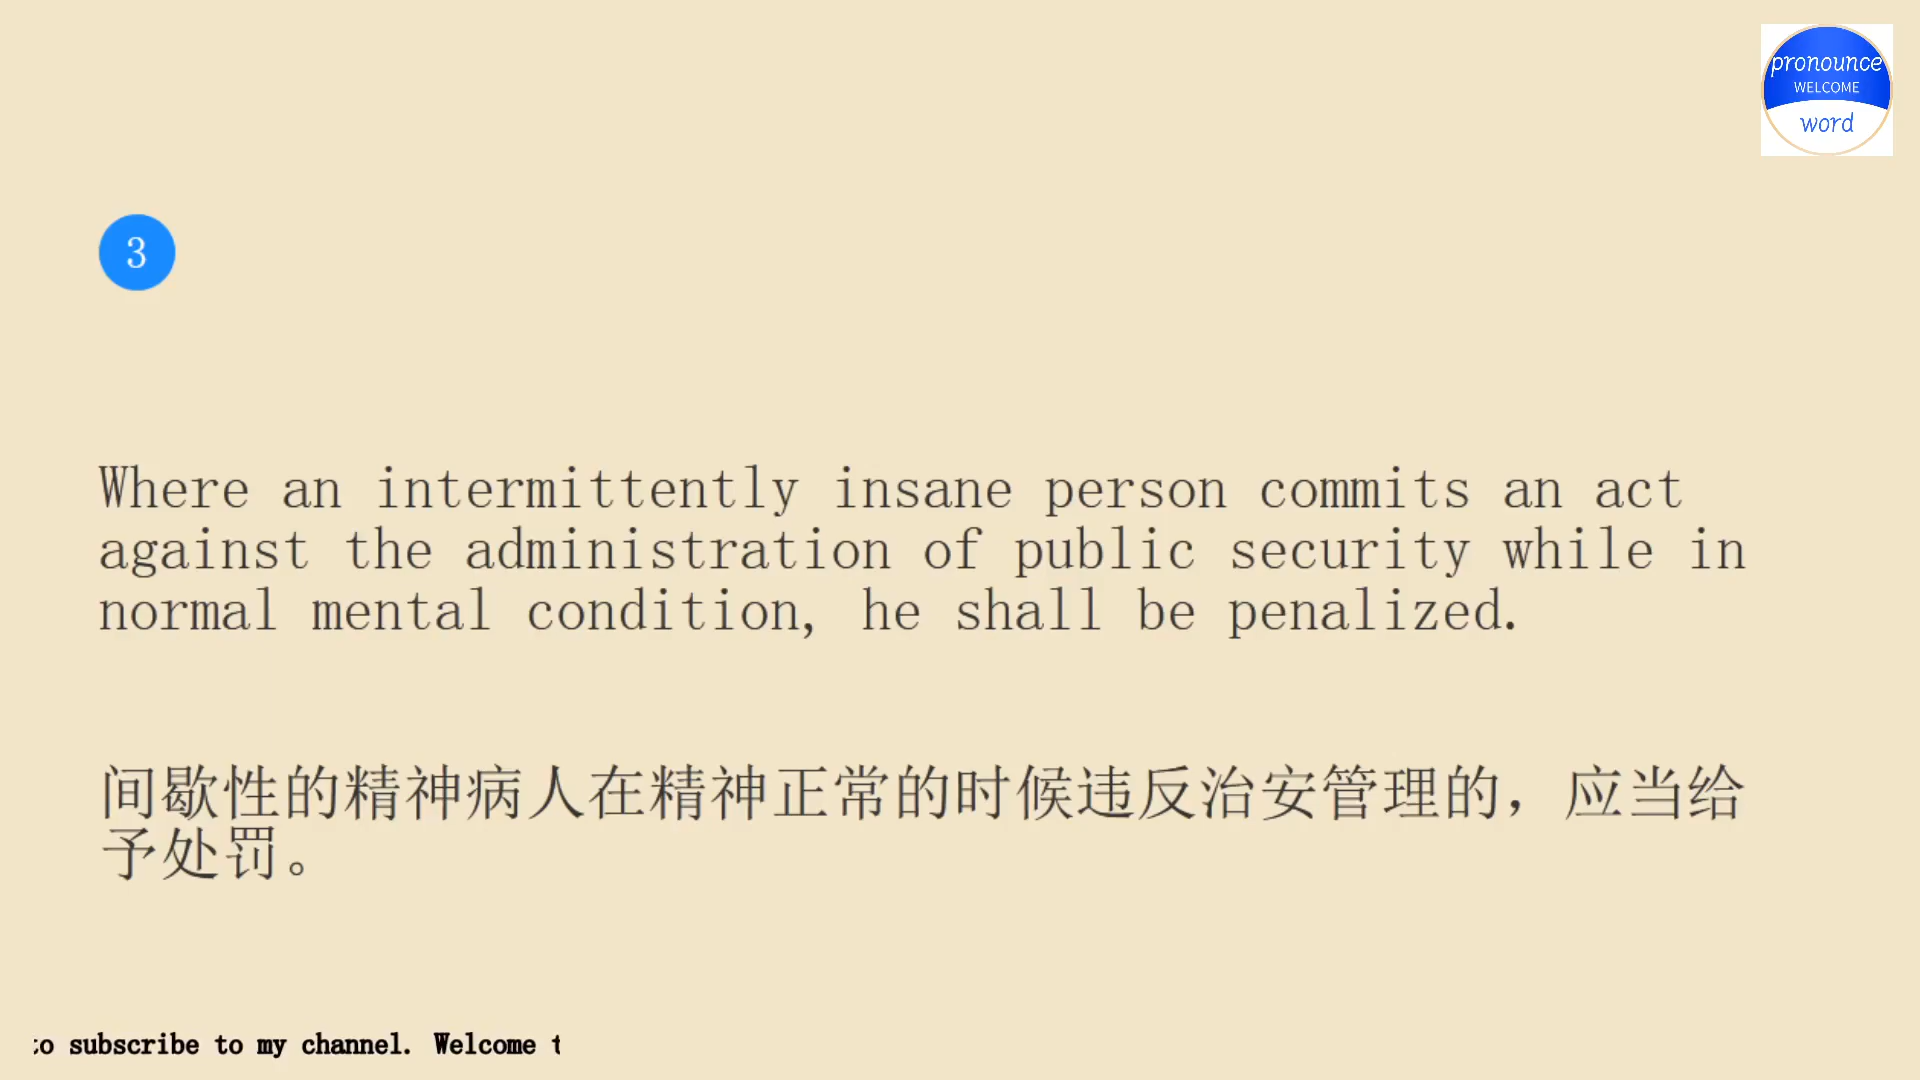 pronounce
WELCOME
word
3
Where an intermittently insane person commits an act
against the administration of public security while in
normal mental condition, he shall be penalized.
间歇性的精神病人在精神正常的时候违反治安管理的，应当给
予处罚。
to subscribe to my channel. Welcome t